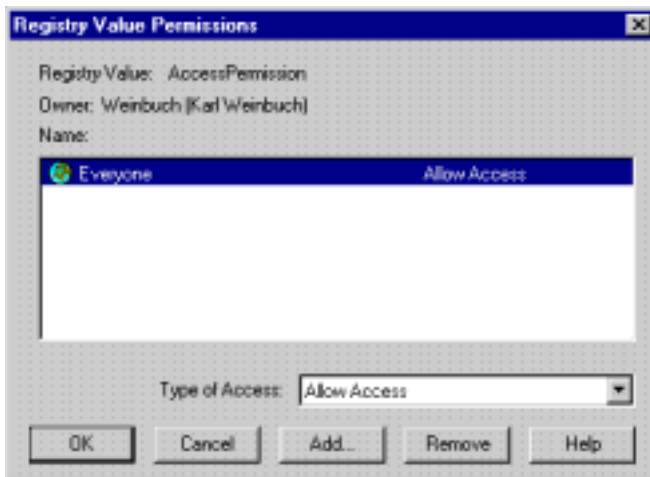 Registry Value Permissions
Registry Value: AccessPermission
Owner: Weinbuch (Karl Weinbuch)
Name:
Everyone Allow Access
Type of Access: Allow Access
OK Cancel Add... Remove Help